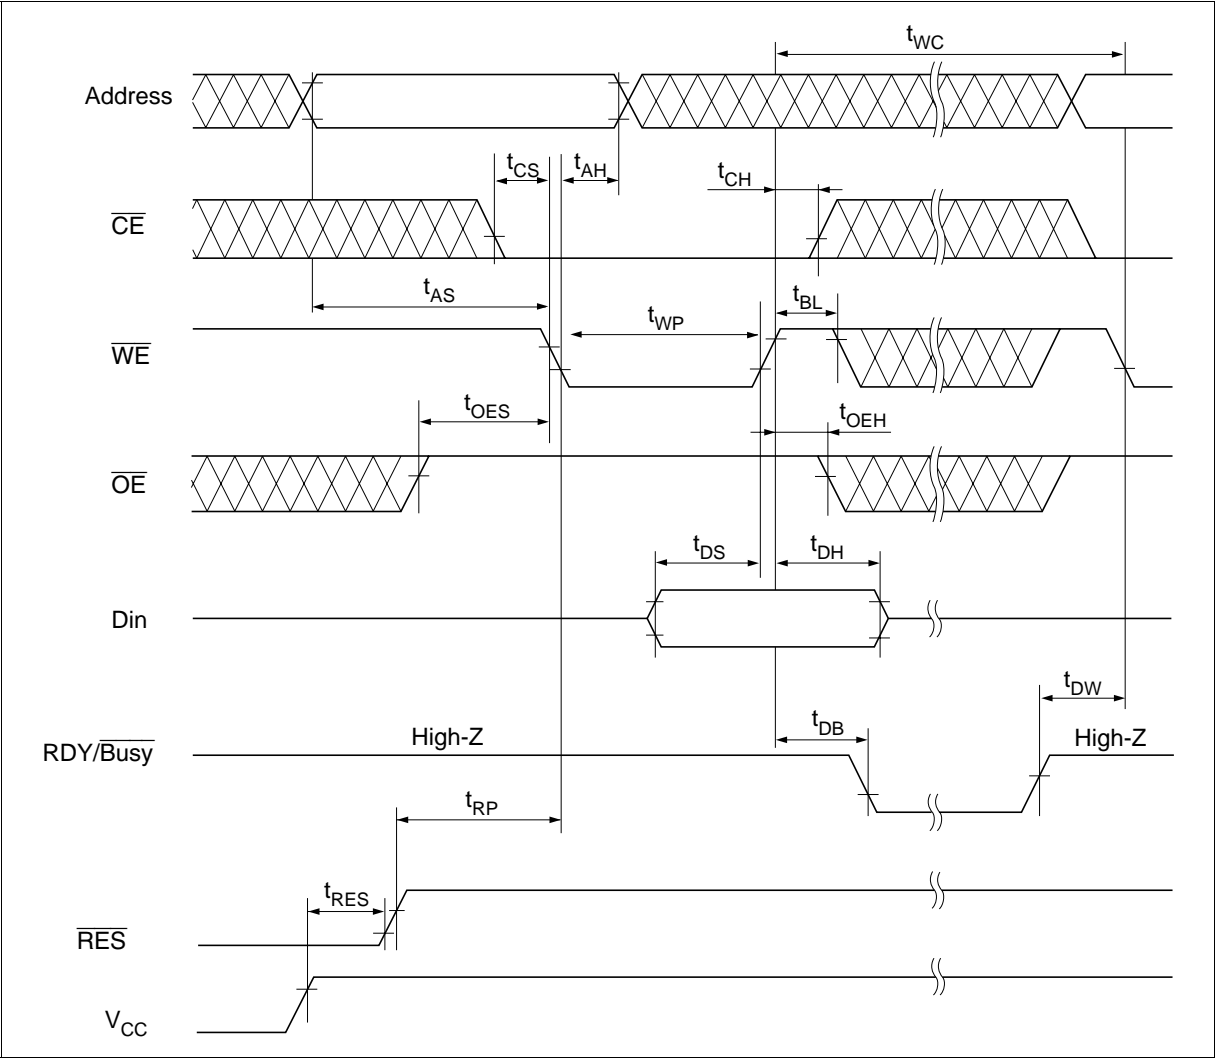 tWC
Address
tCS
tAH
tCH
CE
tAS
tBL
tWP
WE
tOES
tOEH
OE
tDS
tDH
Din
tDW
tDB
High-Z
High-Z
RDY/Busy
tRP
tRES
RES
VCC